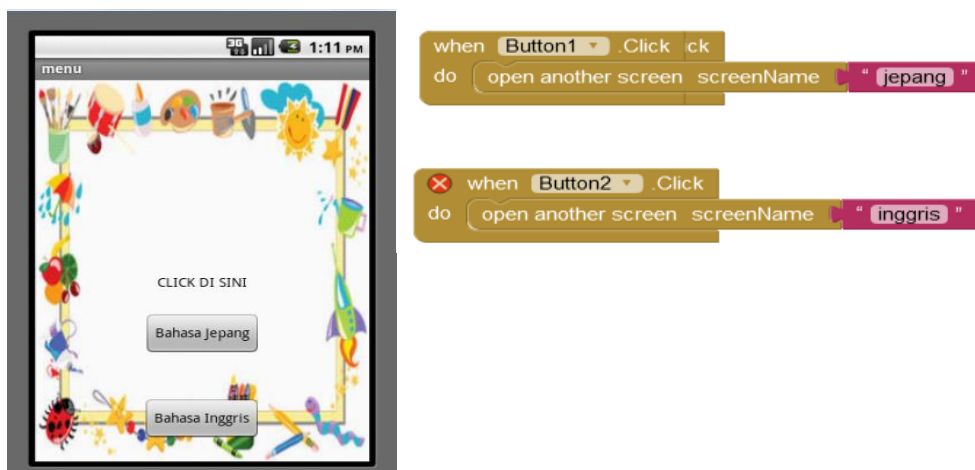 3G 1:11 PM
menu
CLICK DI SINI
Bahasa Jepang
Bahasa Inggris
when Button1 .Click ck
do open another screen screenName " jepang "
when Button2 .Click
do open another screen screenName " inggris "